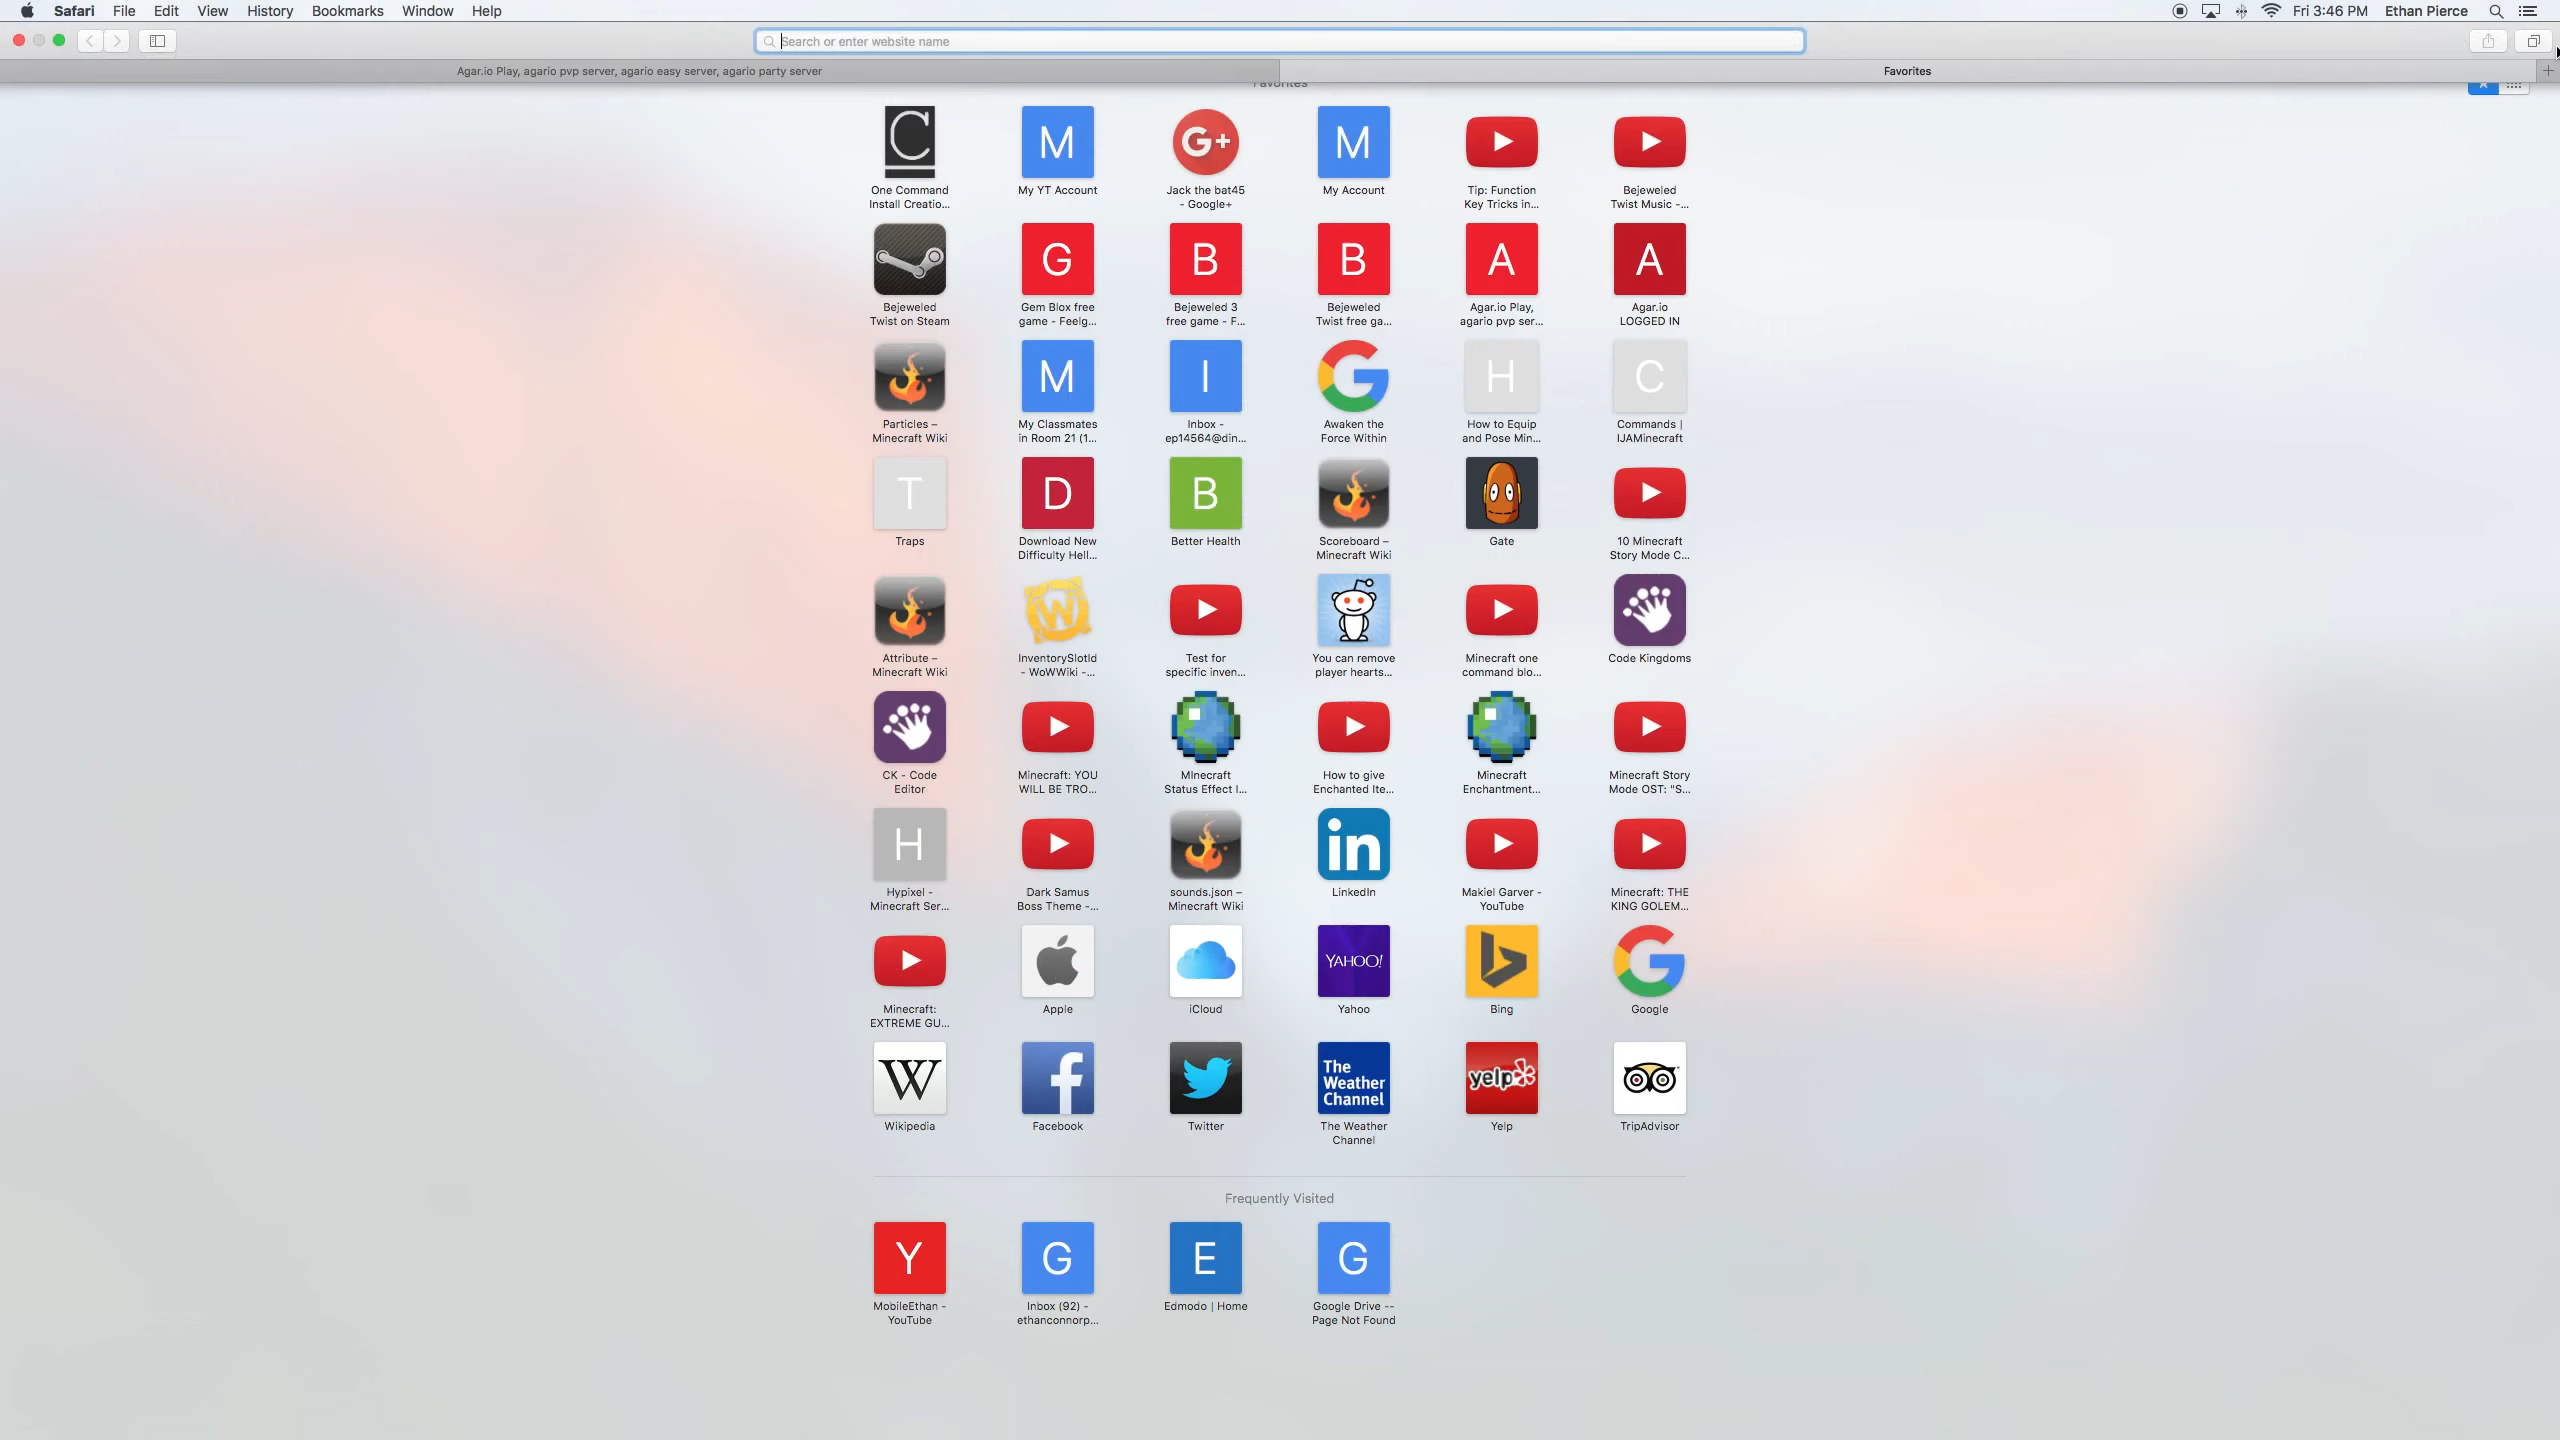 Safari File Edit View History Bookmarks Window Help
Fri 3:46 PM Ethan Pierce
Search or enter website name
Agar.io Play, agario pvp server, agario easy server, agario party server
Favorites
Favorites
C
M
G+
M
One Command
Install Creatio...
My YT Account
Jack the bat45
- Google+
My Account
Tip: Function
Key Tricks in...
Bejeweled
Twist Music -...
G
B
B
A
A
Bejeweled
Twist on Steam
Gem Blox free
game - Feelg...
Bejeweled 3
free game - F...
Bejeweled
Twist free ga...
Agar.io Play,
agario pvp ser...
Agar.io
LOGGED IN
M
I
G
H
C
Particles –
Minecraft Wiki
My Classmates
in Room 21 (1...
Inbox -
ep14564@din...
Awaken the
Force Within
How to Equip
and Pose Min...
Commands |
IJAMinecraft
T
D
B
Traps
Download New
Difficulty Hell...
Better Health
Scoreboard –
Minecraft Wiki
Gate
10 Minecraft
Story Mode C...
W
Attribute –
Minecraft Wiki
InventorySlotId
- WoWWiki -...
Test for
specific inven...
You can remove
player hearts...
Minecraft one
command blo...
Code Kingdoms
CK - Code
Editor
Minecraft: YOU
WILL BE TRO...
MInecraft
Status Effect I...
How to give
Enchanted Ite...
Minecraft
Enchantment...
Minecraft Story
Mode OST: "S...
H
in
Hypixel -
Minecraft Ser...
Dark Samus
Boss Theme -...
sounds.json –
Minecraft Wiki
LinkedIn
Makiel Garver -
YouTube
Minecraft: THE
KING GOLEM...
YAHOO!
G
Minecraft:
EXTREME GU...
Apple
iCloud
Yahoo
Bing
Google
W
f
The
Weather
Channel
yelp
Wikipedia
Facebook
Twitter
The Weather
Channel
Yelp
TripAdvisor
Frequently Visited
Y
G
E
G
MobileEthan -
YouTube
Inbox (92) -
ethanconnorp...
Edmodo | Home
Google Drive --
Page Not Found